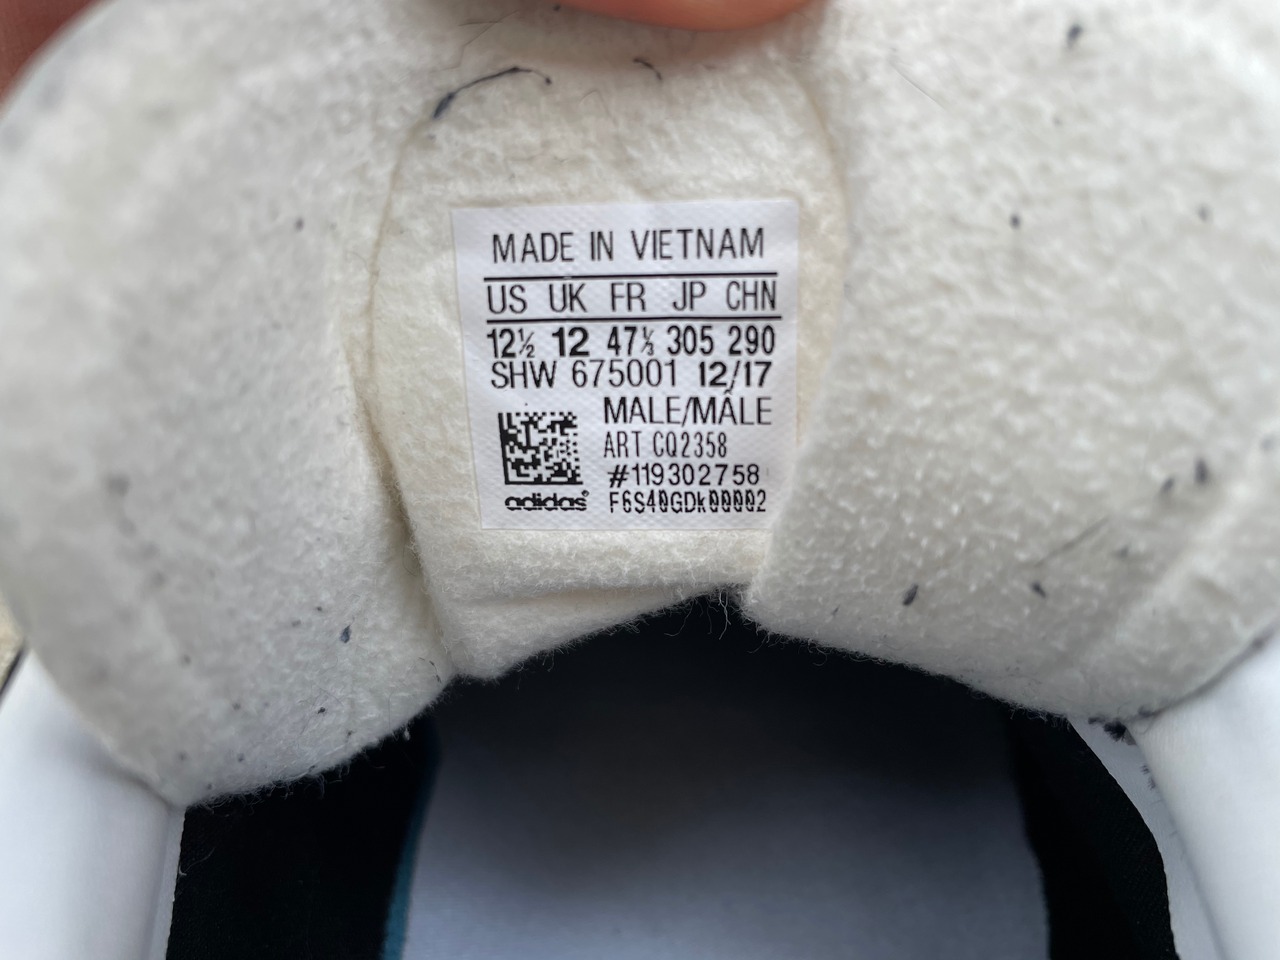 MADE IN VIETNAM
US UK FR JP CHN
12½ 12 47⅓ 305 290
SHW 675001 12/17
MALE/MÂLE
ART CQ2358
#119302758
adidas® F6S40GDk00002